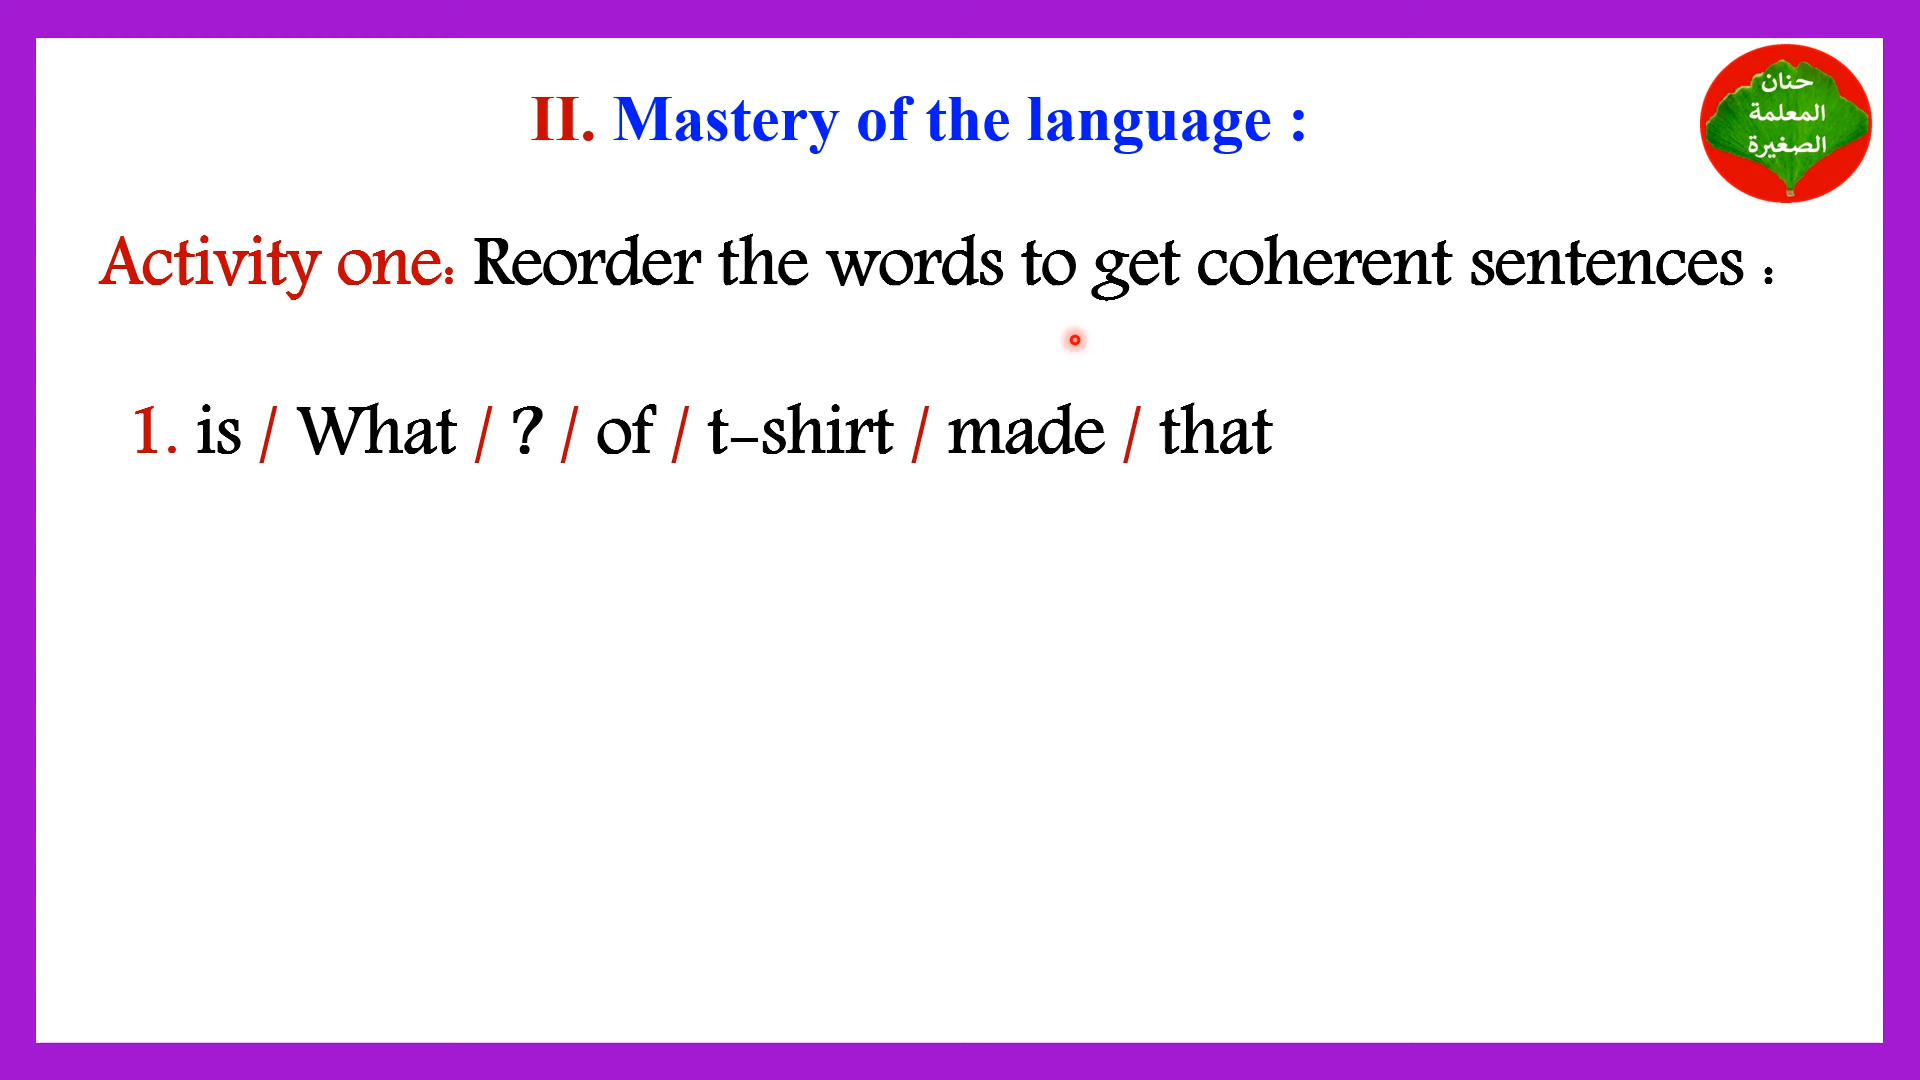 II. Mastery of the language :
حنان
المعلمة
الصغيرة
Activity one: Reorder the words to get coherent sentences :
1. is / What / ? / of / t-shirt / made / that